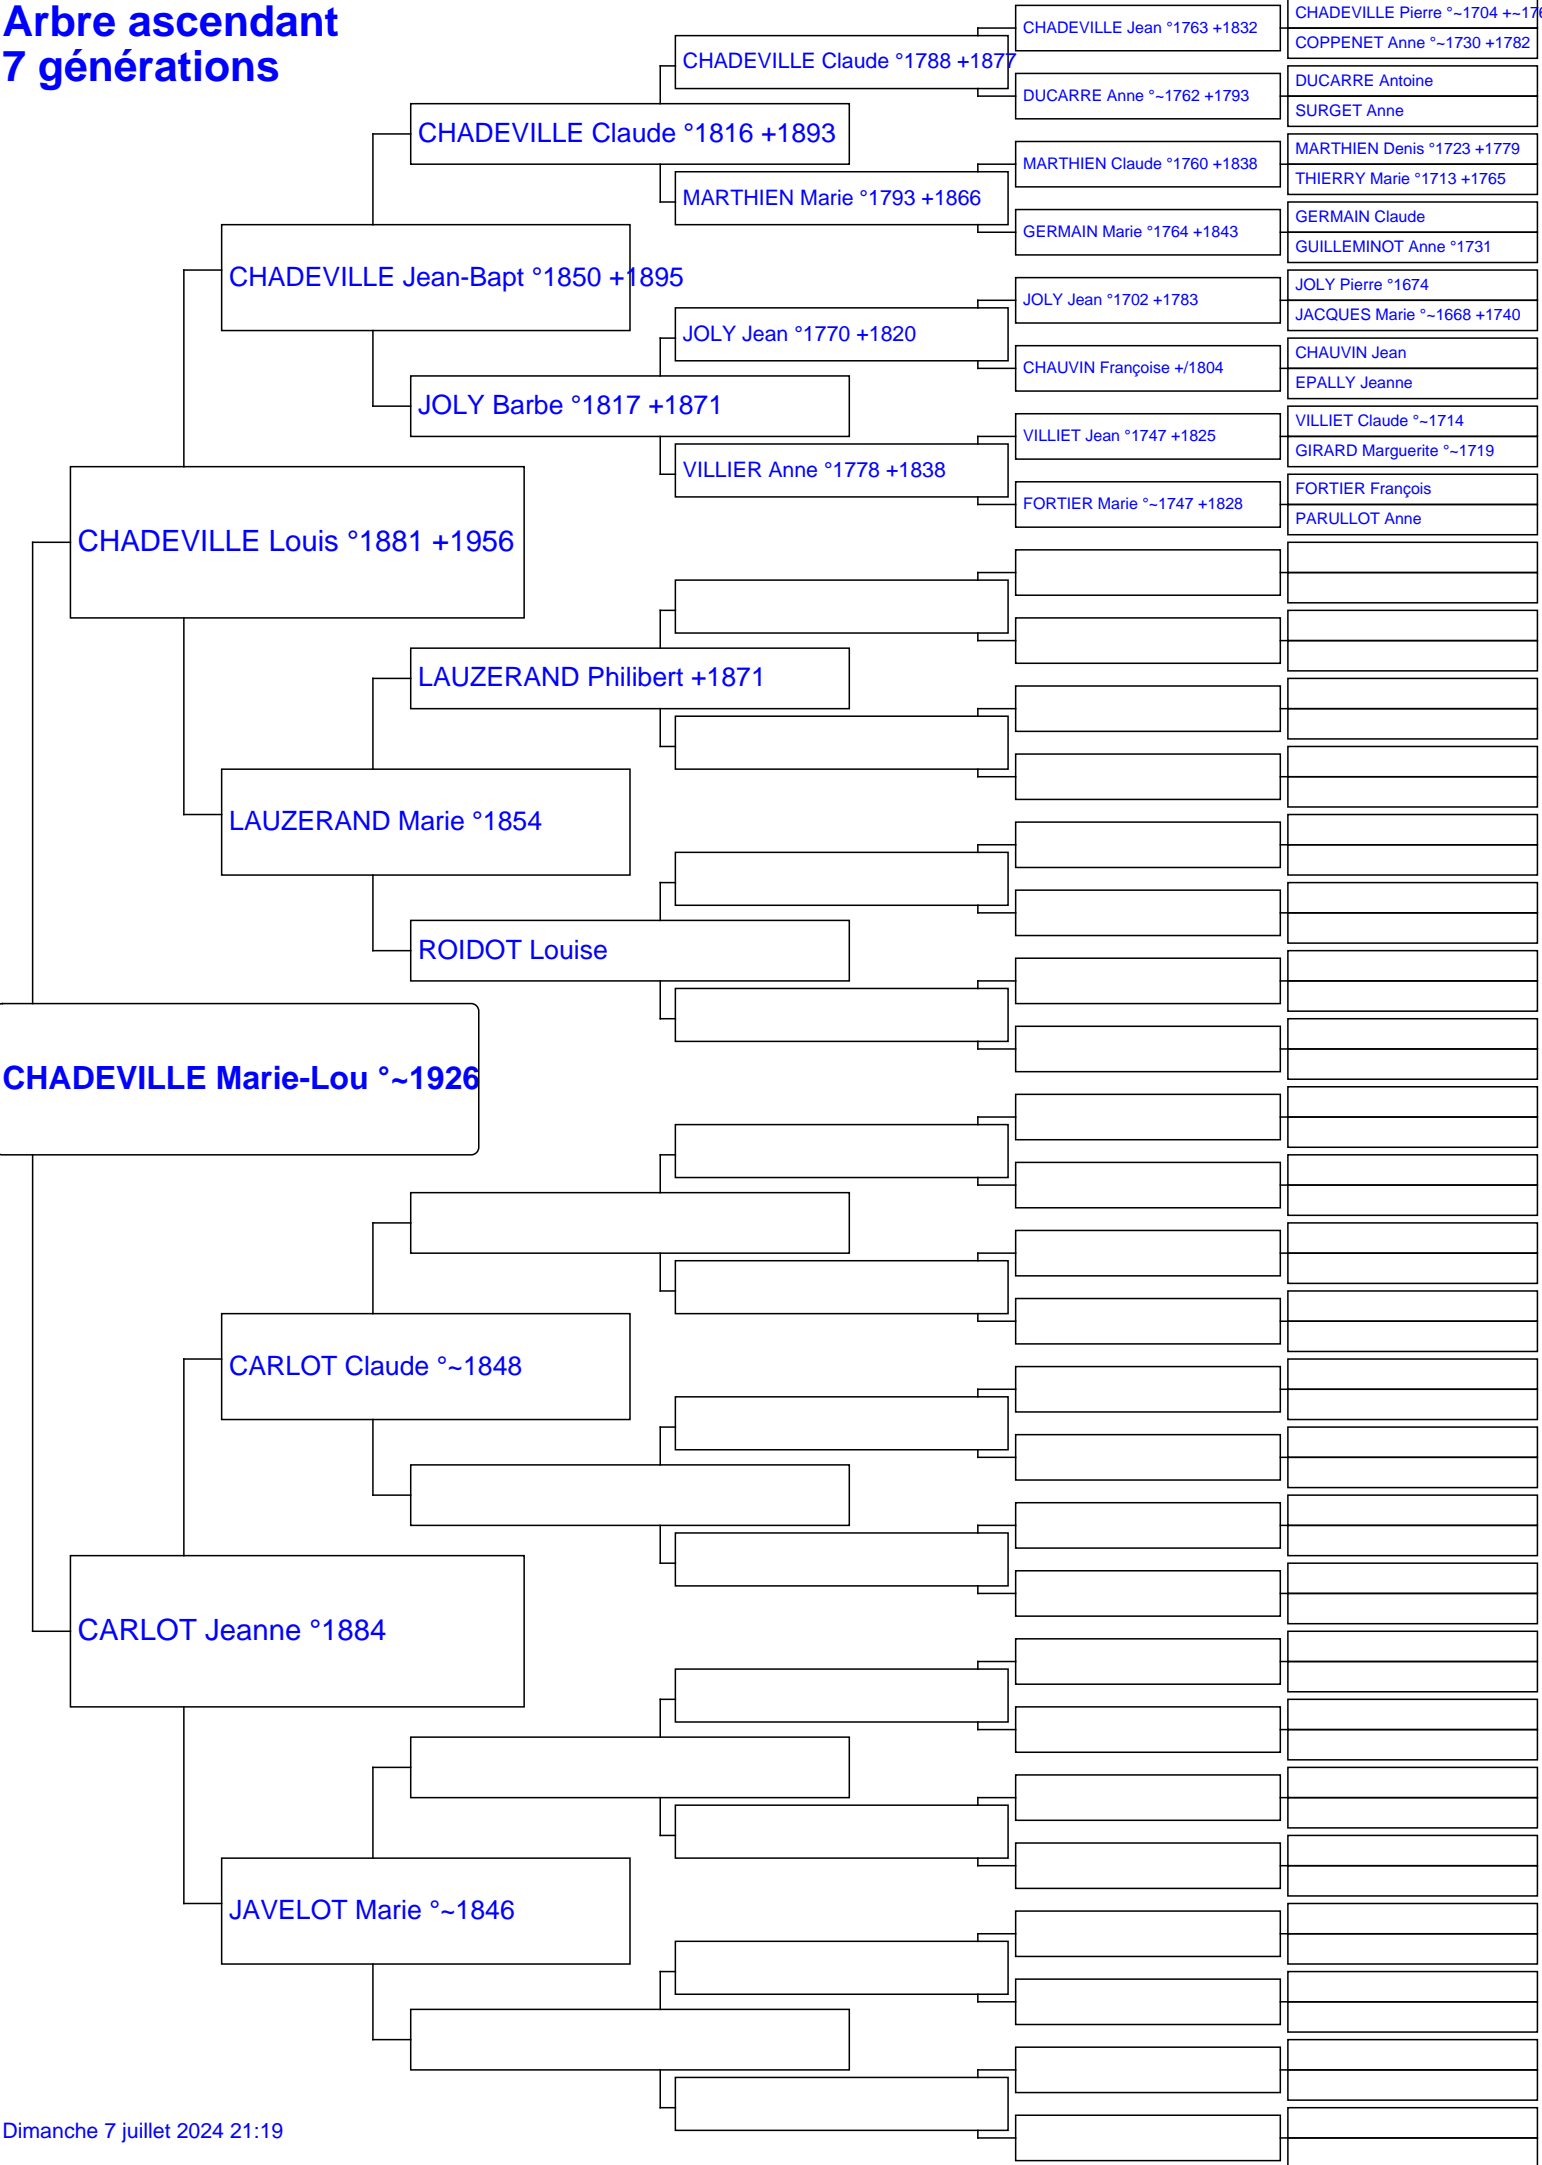 Arbre ascendant
7 générations
CHADEVILLE Marie-Lou °~1926
CHADEVILLE Louis °1881 +1956
CARLOT Jeanne °1884
CHADEVILLE Jean-Bapt °1850 +1895
LAUZERAND Marie °1854
CARLOT Claude °~1848
JAVELOT Marie °~1846
CHADEVILLE Claude °1816 +1893
JOLY Barbe °1817 +1871
LAUZERAND Philibert +1871
ROIDOT Louise
CHADEVILLE Claude °1788 +1877
MARTHIEN Marie °1793 +1866
JOLY Jean °1770 +1820
VILLIER Anne °1778 +1838
CHADEVILLE Jean °1763 +1832
DUCARRE Anne °~1762 +1793
MARTHIEN Claude °1760 +1838
GERMAIN Marie °1764 +1843
JOLY Jean °1702 +1783
CHAUVIN Françoise +/1804
VILLIET Jean °1747 +1825
FORTIER Marie °~1747 +1828
CHADEVILLE Pierre °~1704
COPPENET Anne °~1730 +1782
DUCARRE Antoine
SURGET Anne
MARTHIEN Denis °1723 +1779
THIERRY Marie °1713 +1765
GERMAIN Claude
GUILLEMINOT Anne °1731
JOLY Pierre °1674
JACQUES Marie °~1668 +1740
CHAUVIN Jean
EPALLY Jeanne
VILLIET Claude °~1714
GIRARD Marguerite °~1719
FORTIER François
PARULLOT Anne
Dimanche 7 juillet 2024 21:19